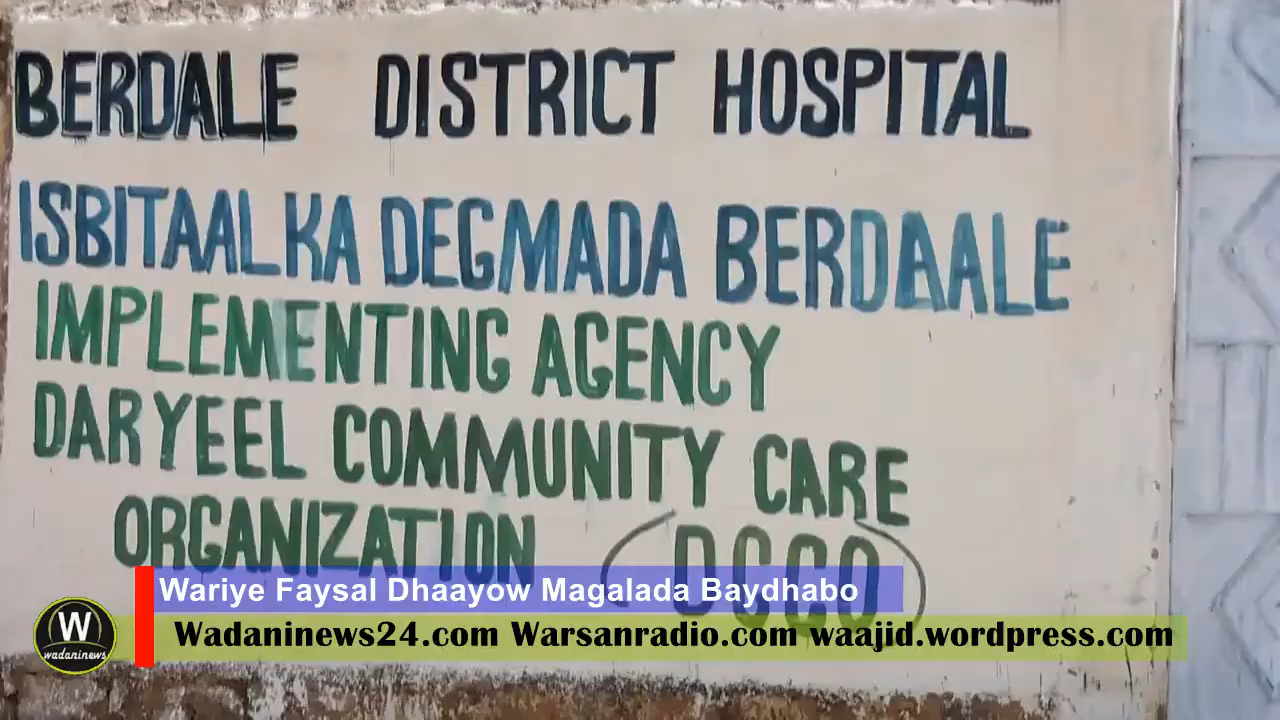 BERDALE DISTRICT HOSPITAL
ISBITAALKA DEGMADA BERDAALE
IMPLEMENTING AGENCY
DARYEEL COMMUNITY CARE
ORGANIZATION (DCCO)
Wariye Faysal Dhaayow Magalada Baydhabo
W
wadaninews
Wadaninews24.com Warsanradio.com waajid.wordpress.com